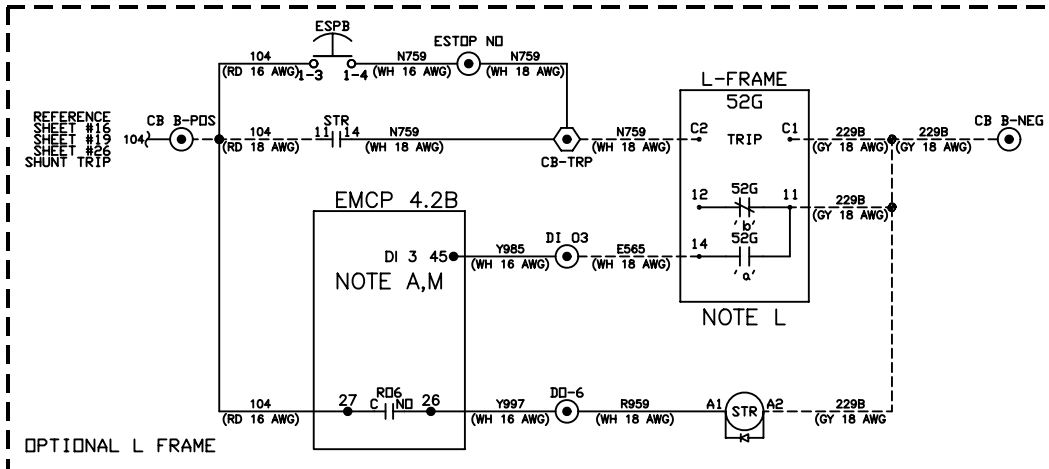 ESPB
104
(RD 16 AWG)
1-3
1-4
N759
(WH 16 AWG)
ESTOP NO
N759
(WH 18 AWG)
REFERENCE
SHEET #16
SHEET #19
SHEET #26
SHUNT TRIP
104
CB B-POS
104
(RD 18 AWG)
STR
11
14
N759
(WH 18 AWG)
CB-TRP
N759
(WH 18 AWG)
L-FRAME
52G
C2
TRIP
C1
229B
(GY 18 AWG)
229B
(GY 18 AWG)
CB B-NEG
12
52G
'b'
11
229B
(GY 18 AWG)
14
52G
'a'
NOTE L
EMCP 4.2B
DI 3 45
NOTE A,M
Y985
(WH 16 AWG)
DI 03
E565
(WH 18 AWG)
104
(RD 16 AWG)
27
RO6
C
NO
26
Y997
(WH 16 AWG)
DO-6
R959
(WH 18 AWG)
A1
STR
A2
229B
(GY 18 AWG
OPTIONAL L FRAME